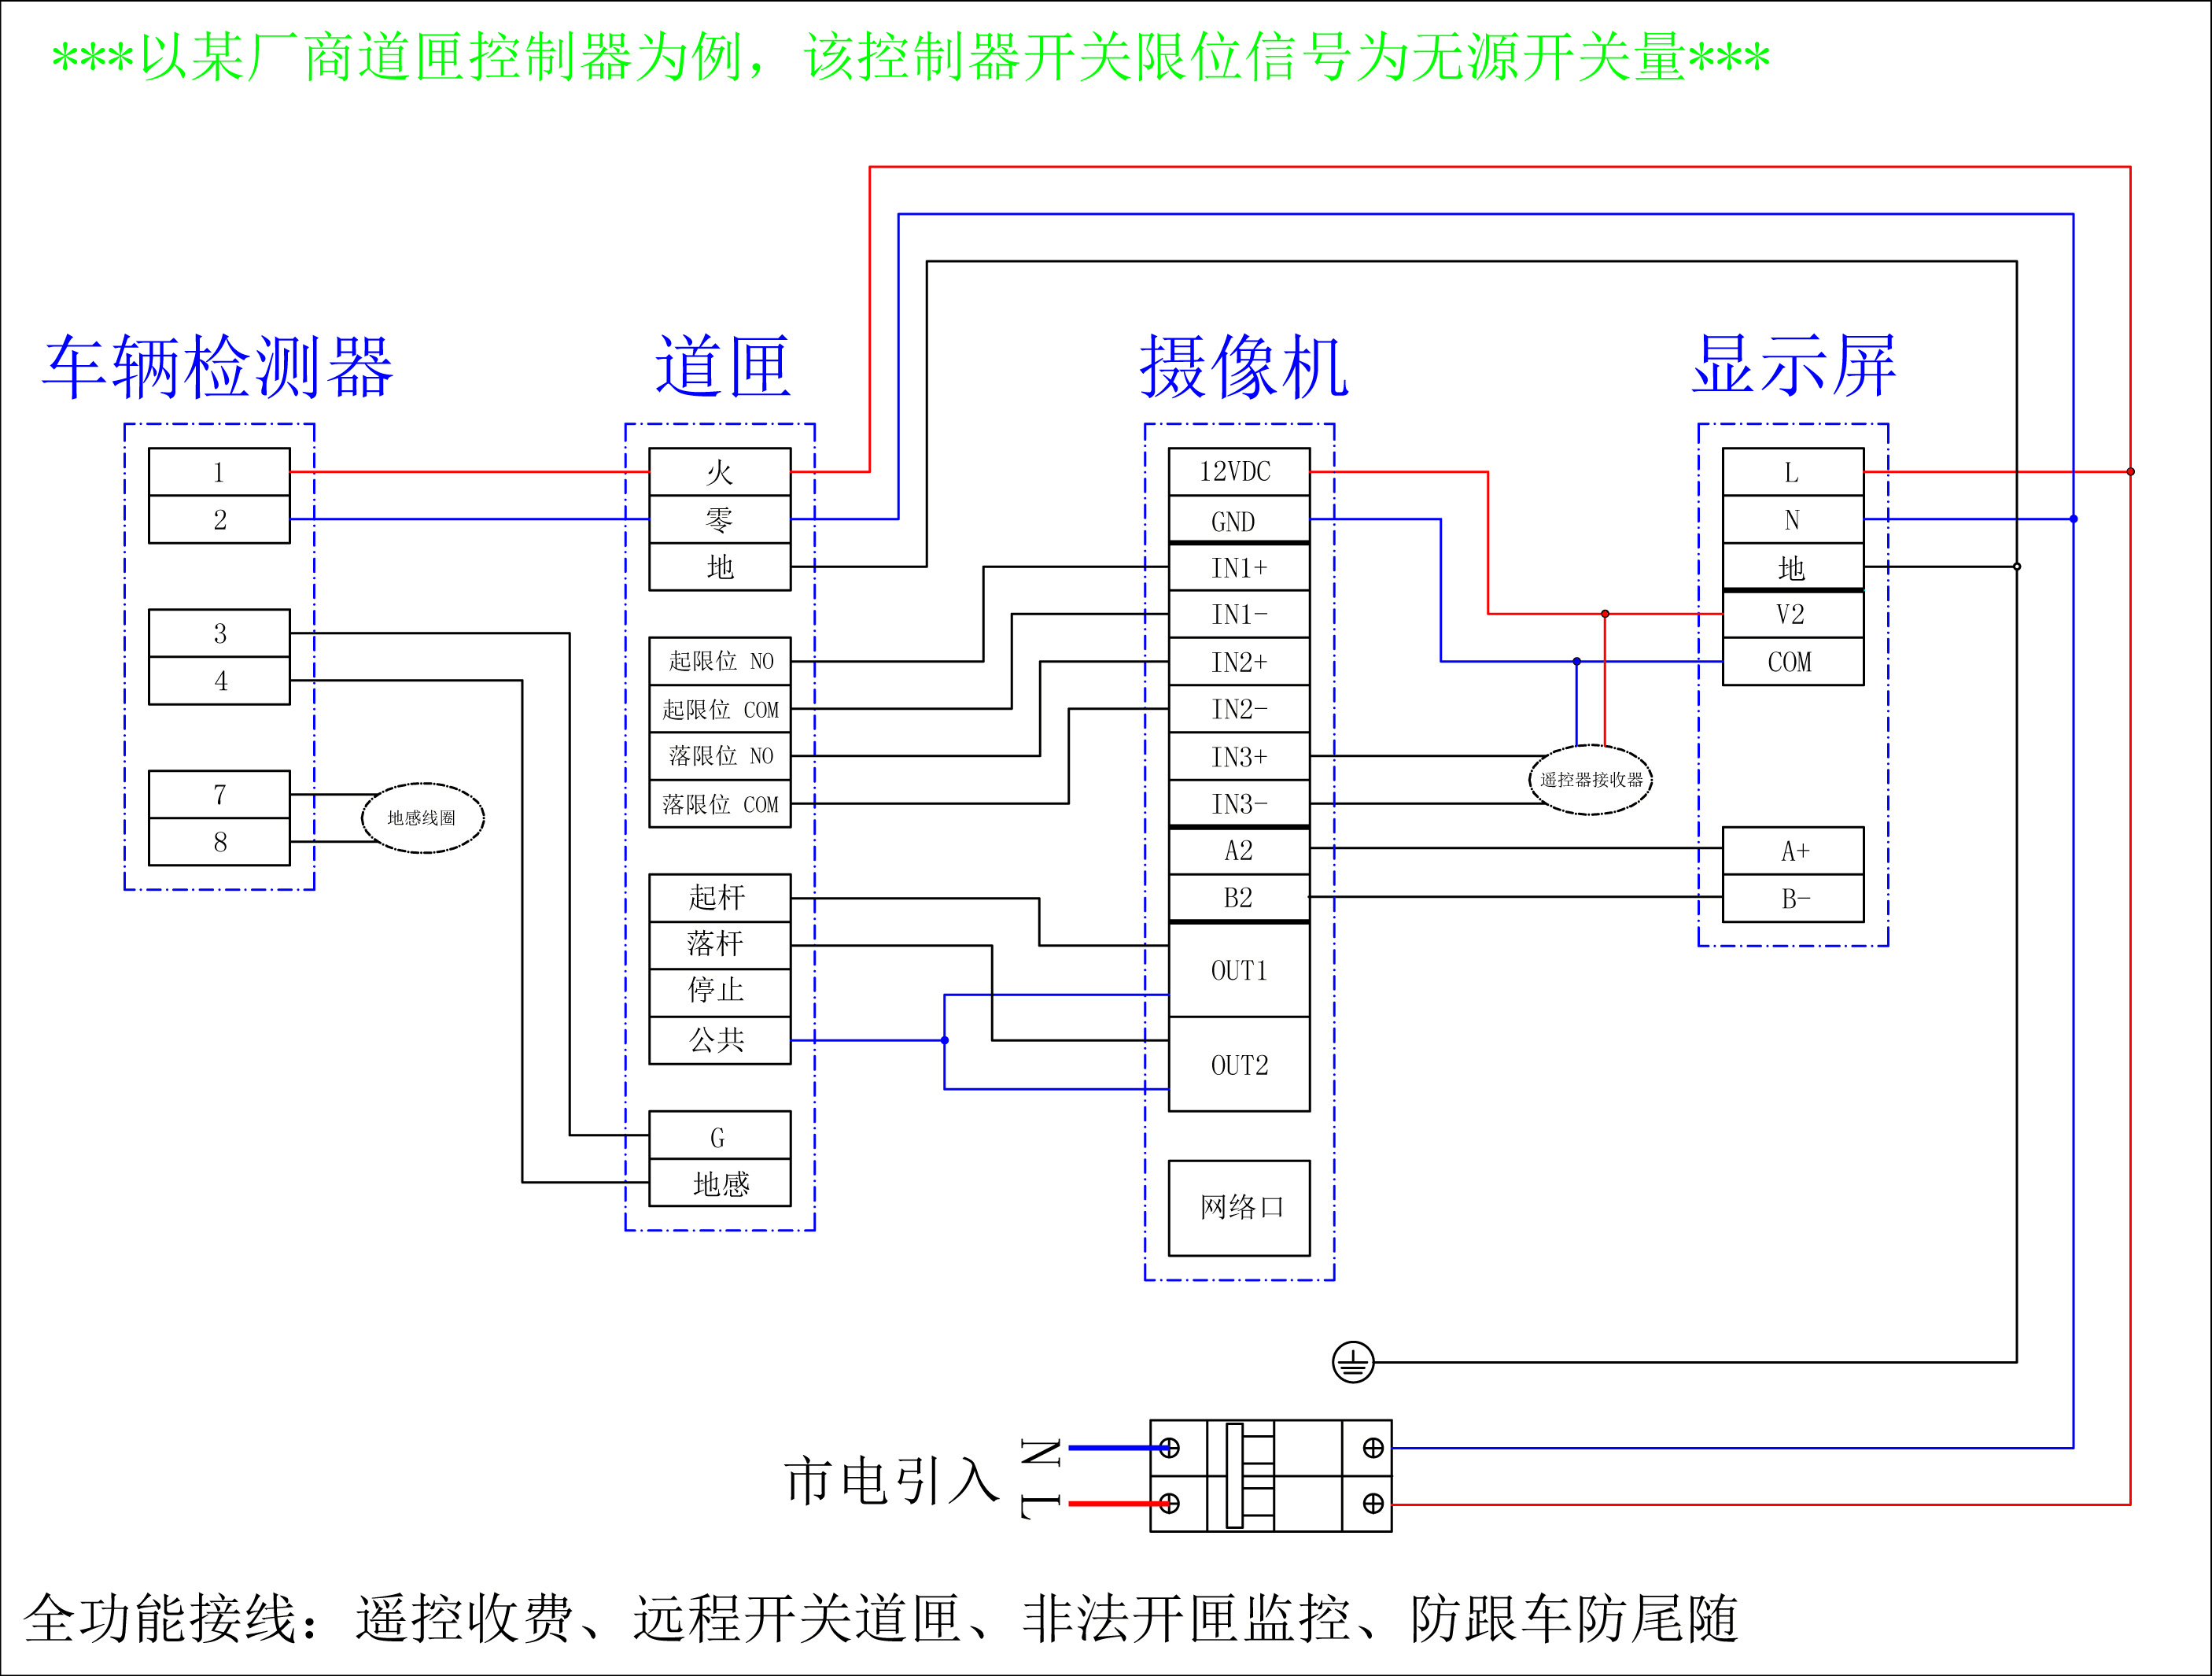 ***以某厂商道匣控制器为例，该控制器开关限位信号为无源开关量***
车辆检测器
道匣
摄像机
显示屏
1
2
3
4
7
8
地感线圈
火
零
地
起限位 NO
起限位 COM
落限位 NO
落限位 COM
起杆
落杆
停止
公共
G
地感
12VDC
GND
IN1+
IN1-
IN2+
IN2-
IN3+
IN3-
A2
B2
OUT1
OUT2
网络口
遥控器接收器
L
N
地
V2
COM
A+
B-
市电引入
N
L
全功能接线：遥控收费、远程开关道匣、非法开匣监控、防跟车防尾随